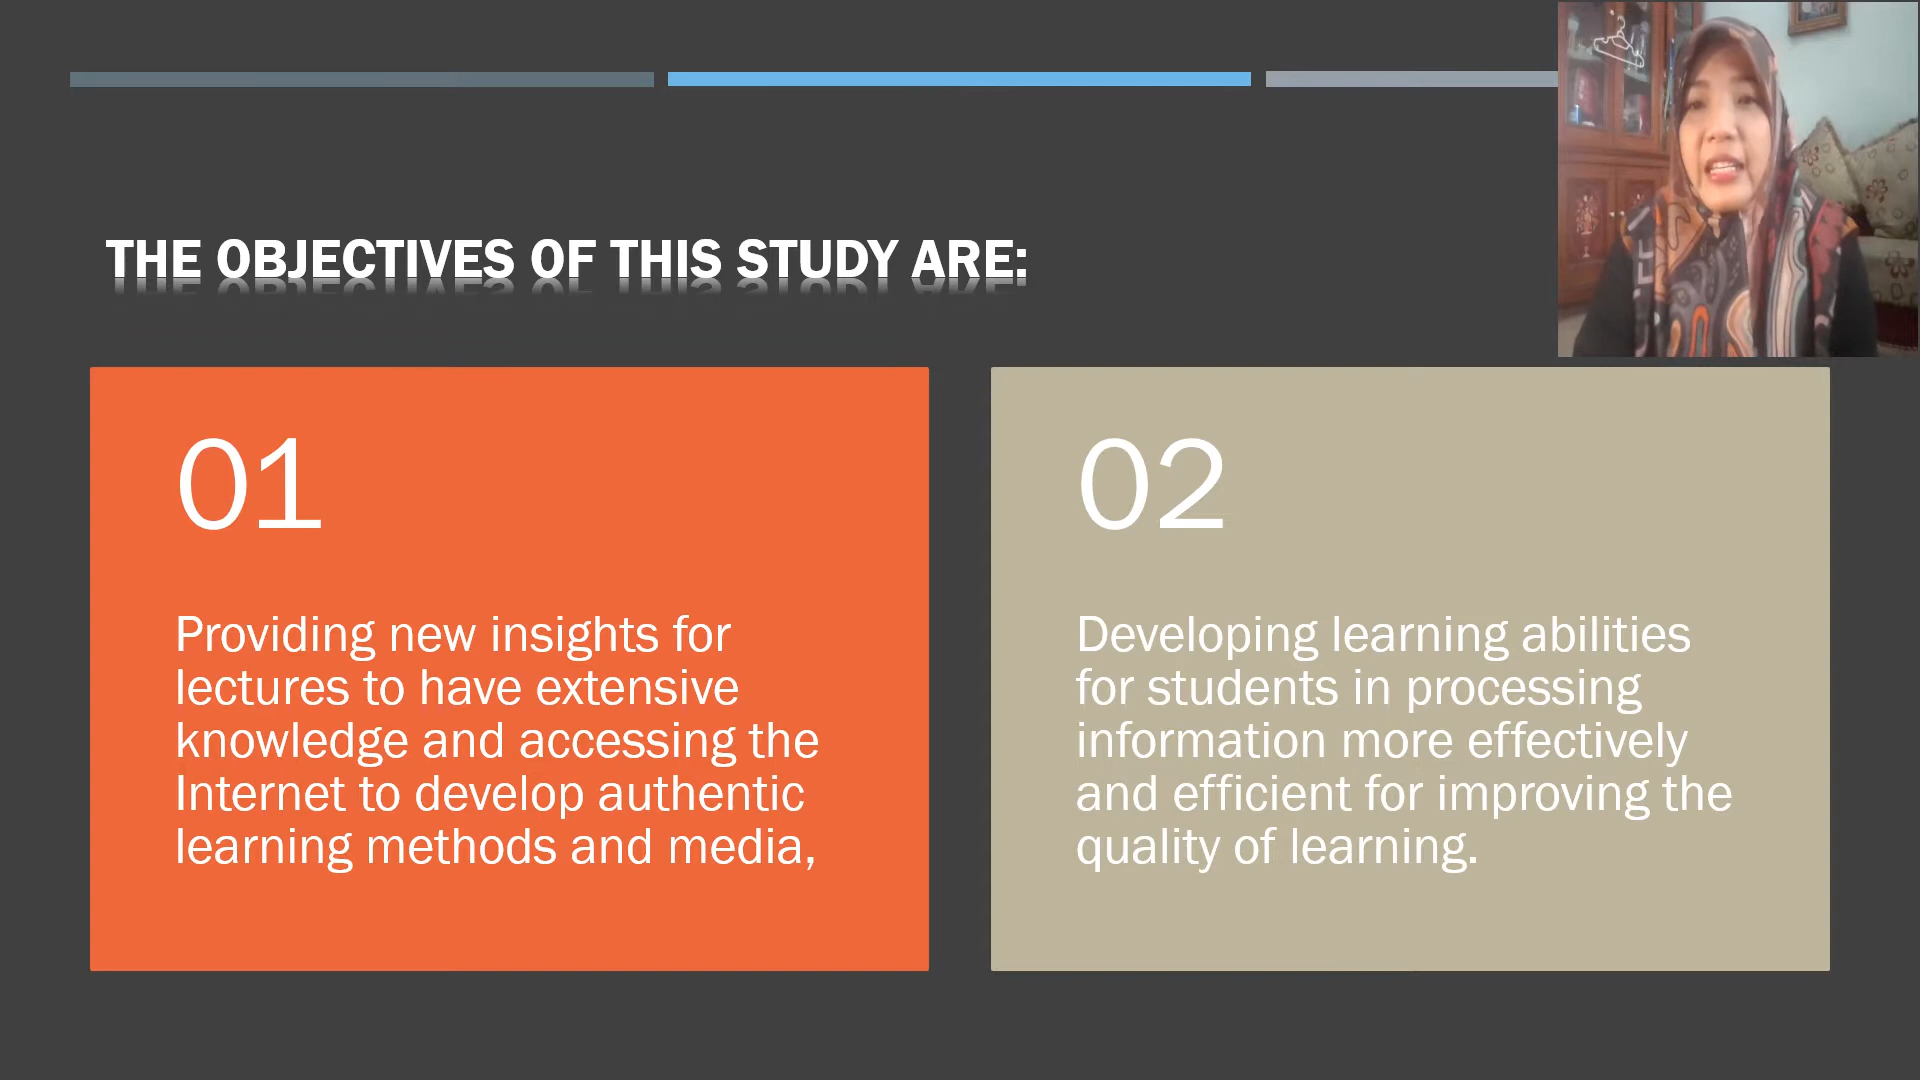 THE OBJECTIVES OF THIS STUDY ARE:
01
Providing new insights for
lectures to have extensive
knowledge and accessing the
Internet to develop authentic
learning methods and media,
02
Developing learning abilities
for students in processing
information more effectively
and efficient for improving the
quality of learning.